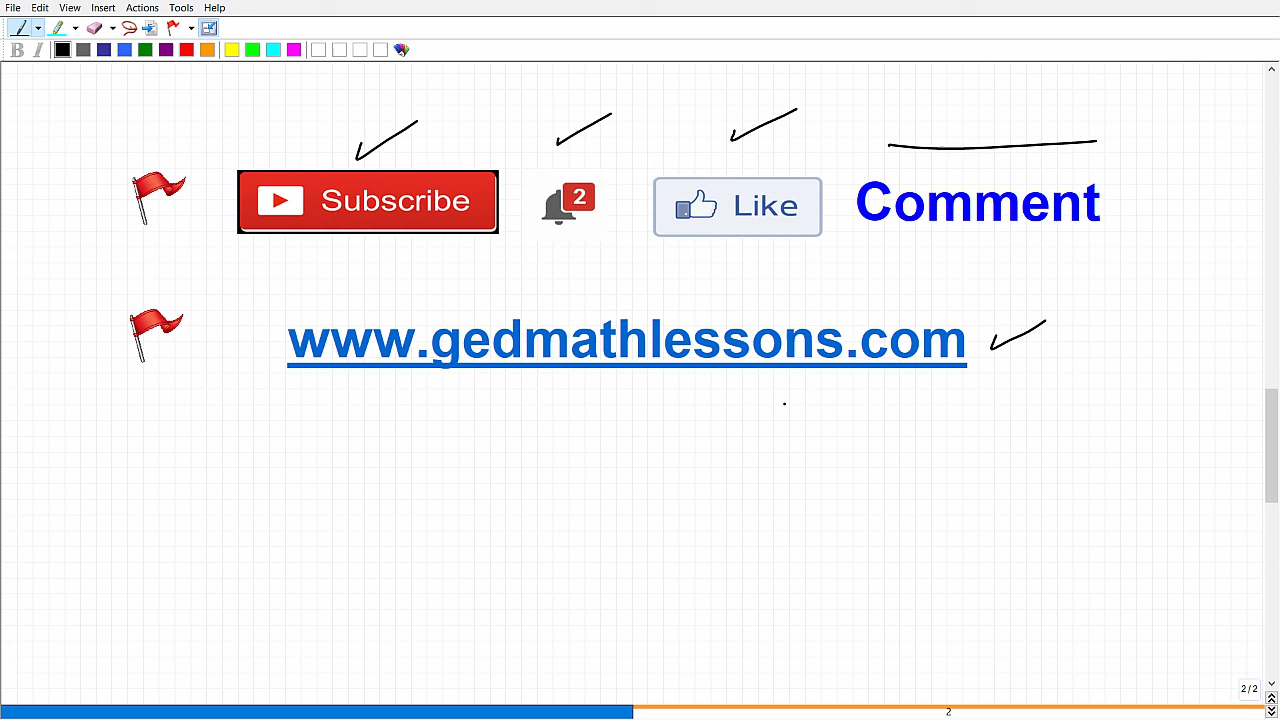 File Edit View Insert Actions Tools Help
B I
Subscribe 2 Like Comment
www.gedmathlessons.com
2/2
2